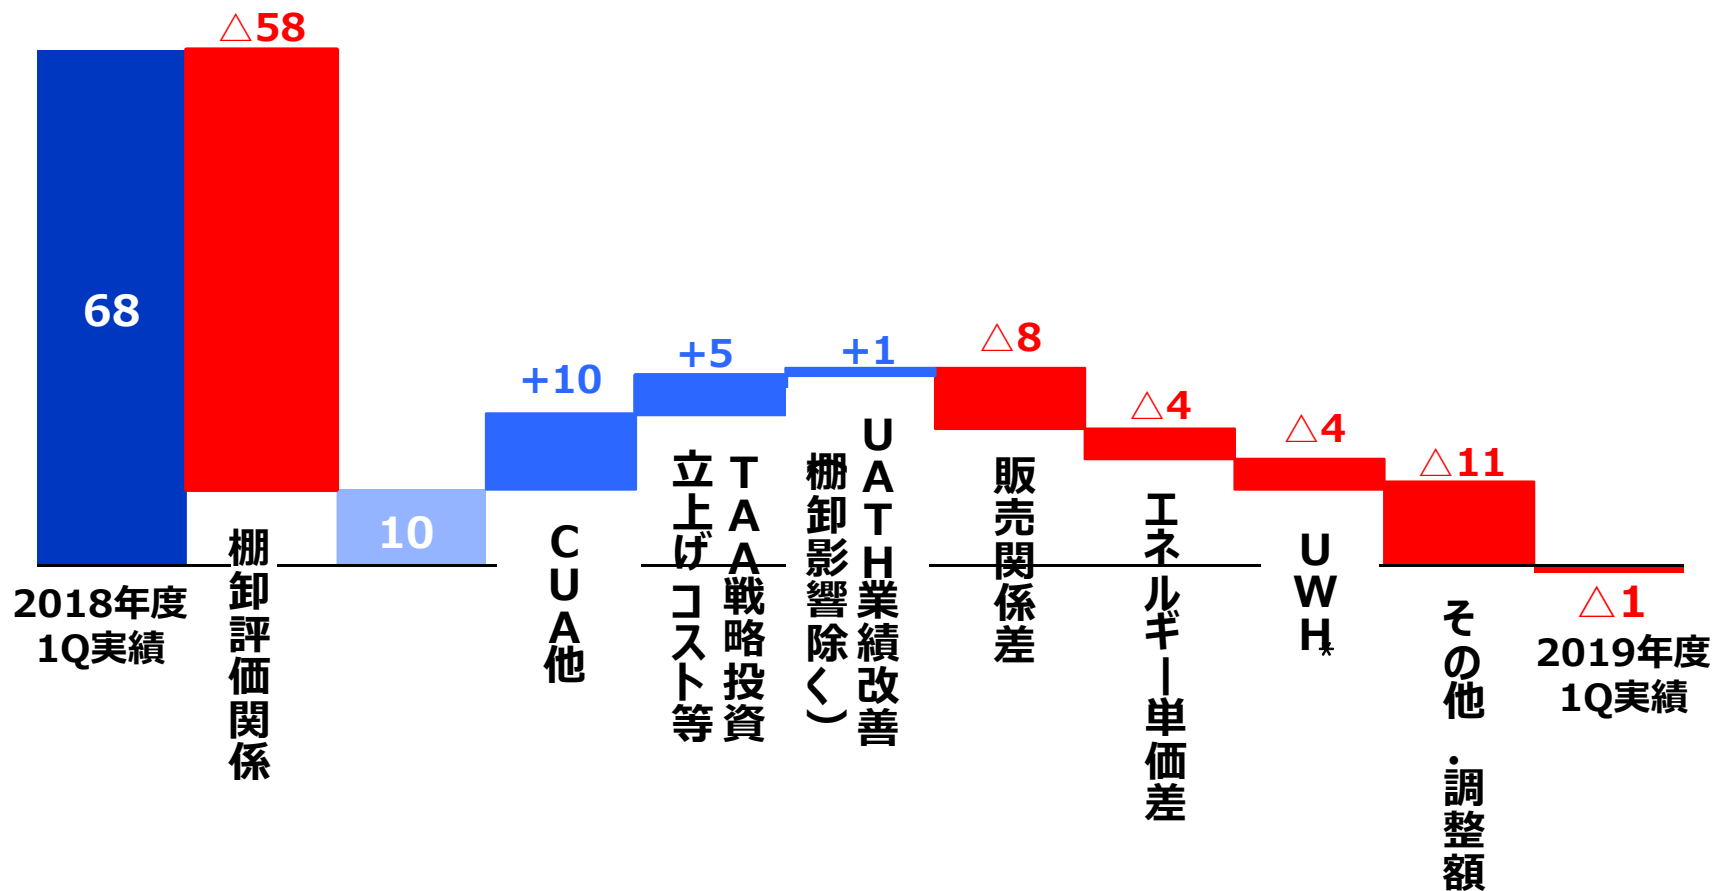 △58
68
2018年度
1Q実績
棚卸評価関係
10
+10
CUA他
+5
TAA戦略投資
立上げコスト等
+1
UATH業績改善
棚卸影響除く）
△8
販売関係差
△4
エネルギー単価差
△4
UWH*
△11
その他．調整額
△1
2019年度
1Q実績